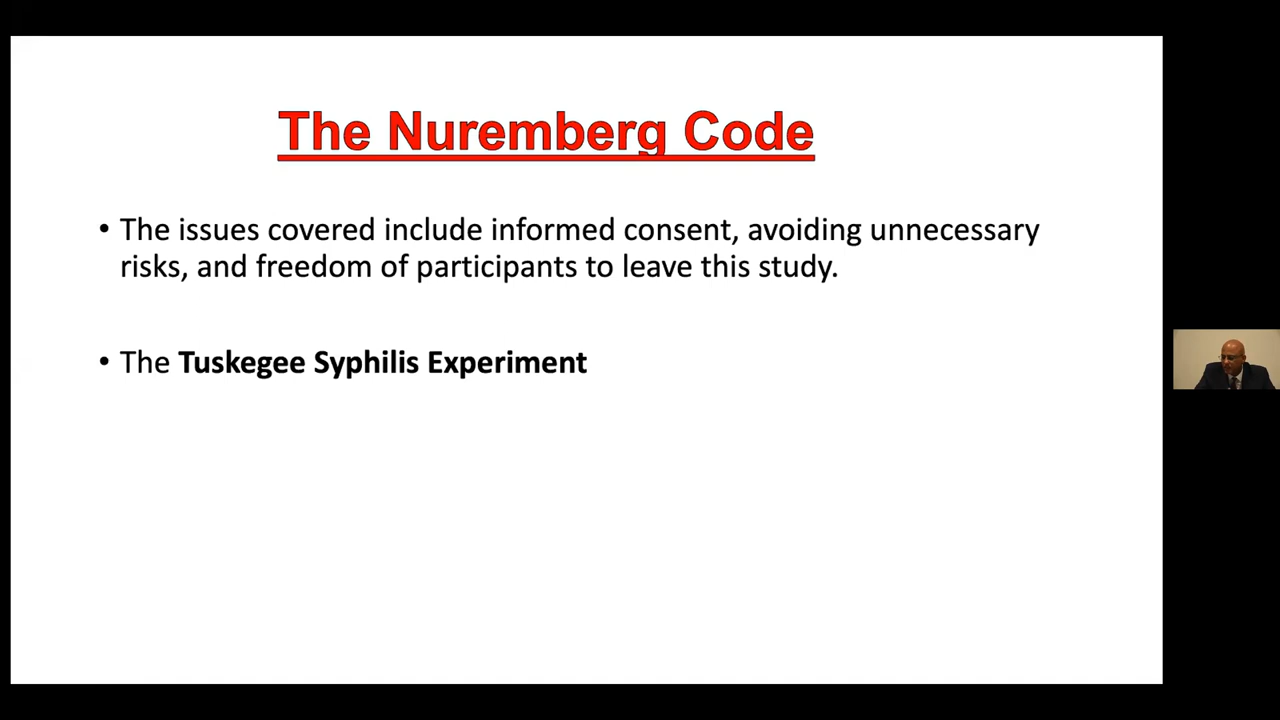 The Nuremberg Code
• The issues covered include informed consent, avoiding unnecessary
risks, and freedom of participants to leave this study.
• The Tuskegee Syphilis Experiment